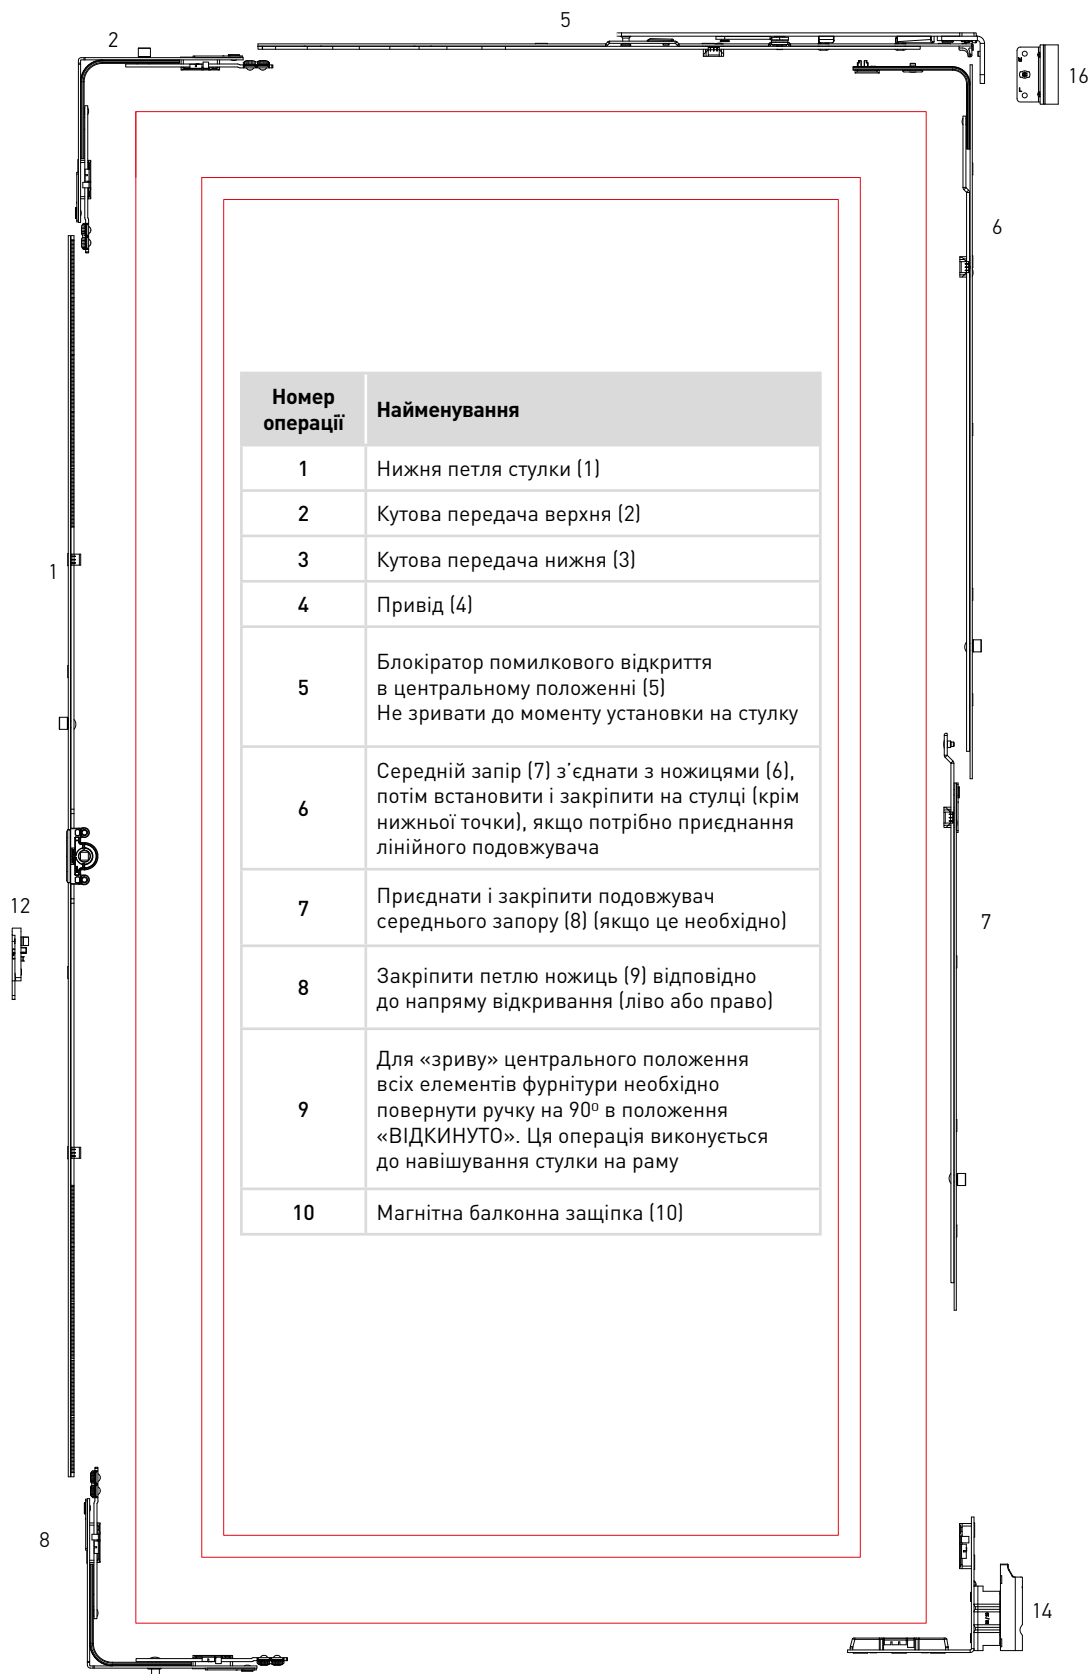 5
2
16
6
Номер операції
Найменування
1
Нижня петля стулки (1)
2
Кутова передача верхня (2)
3
Кутова передача нижня (3)
4
Привід (4)
5
Блокіратор помилкового відкриття
в центральному положенні (5)
Не зривати до моменту установки на стулку
6
Середній запір (7) з’єднати з ножицями (6),
потім встановити і закріпити на стулці (крім
нижньої точки), якщо потрібно приєднання
лінійного подовжувача
7
Приєднати і закріпити подовжувач
середнього запору (8) (якщо це необхідно)
8
Закріпити петлю ножиць (9) відповідно
до напряму відкривання (ліво або право)
9
Для «зриву» центрального положення
всіх елементів фурнітури необхідно
повернути ручку на 90º в положення
«ВІДКИНУТО». Ця операція виконується
до навішування стулки на раму
10
Магнітна балконна защіпка (10)
1
12
7
8
14